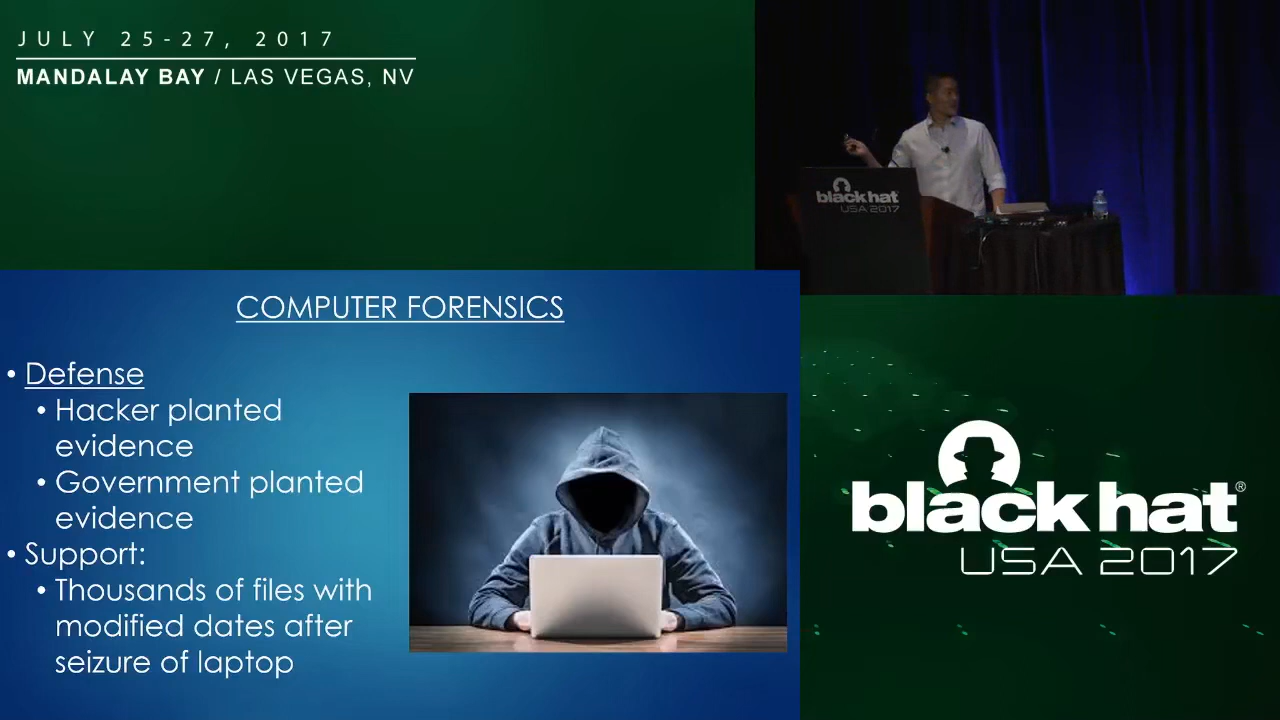 JULY 25-27, 2017
MANDALAY BAY / LAS VEGAS, NV
black hat
USA 2017
COMPUTER FORENSICS
• Defense
• Hacker planted
evidence
• Government planted
evidence
• Support:
• Thousands of files with
modified dates after
seizure of laptop
black hat®
USA 2017